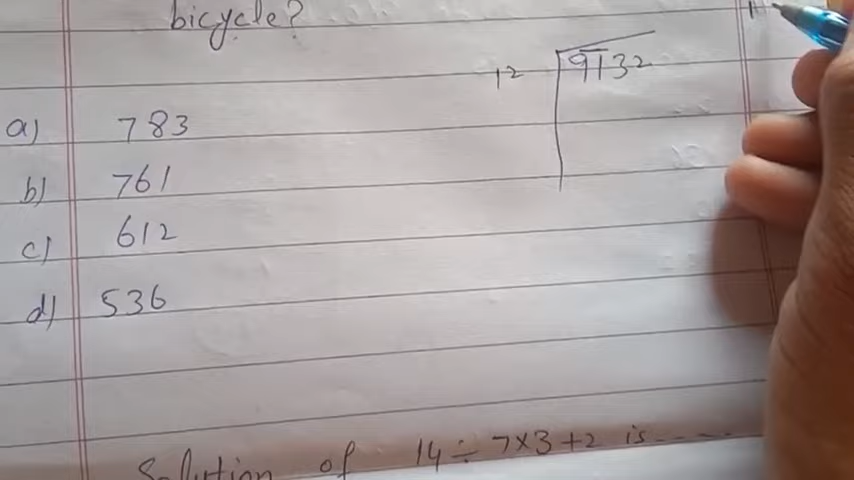 bicycle?
12 9132
a) 783
b) 761
c) 612
d) 536
Solution of 14 ÷ 7×3+2 is.....